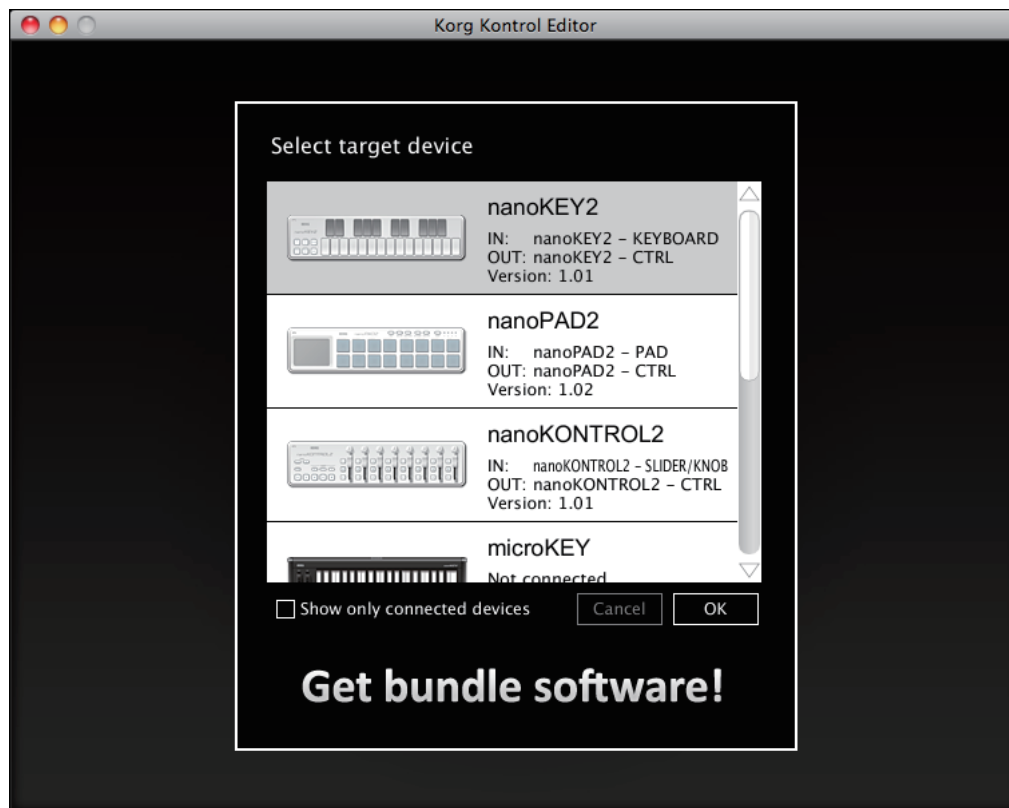 Korg Kontrol Editor
Select target device
nanoKEY2
IN: nanoKEY2 – KEYBOARD
OUT: nanoKEY2 – CTRL
Version: 1.01
nanoPAD2
IN: nanoPAD2 – PAD
OUT: nanoPAD2 – CTRL
Version: 1.02
nanoKONTROL2
IN: nanoKONTROL2 – SLIDER/KNOB
OUT: nanoKONTROL2 – CTRL
Version: 1.01
microKEY
Not connected
Show only connected devices
Cancel
OK
Get bundle software!